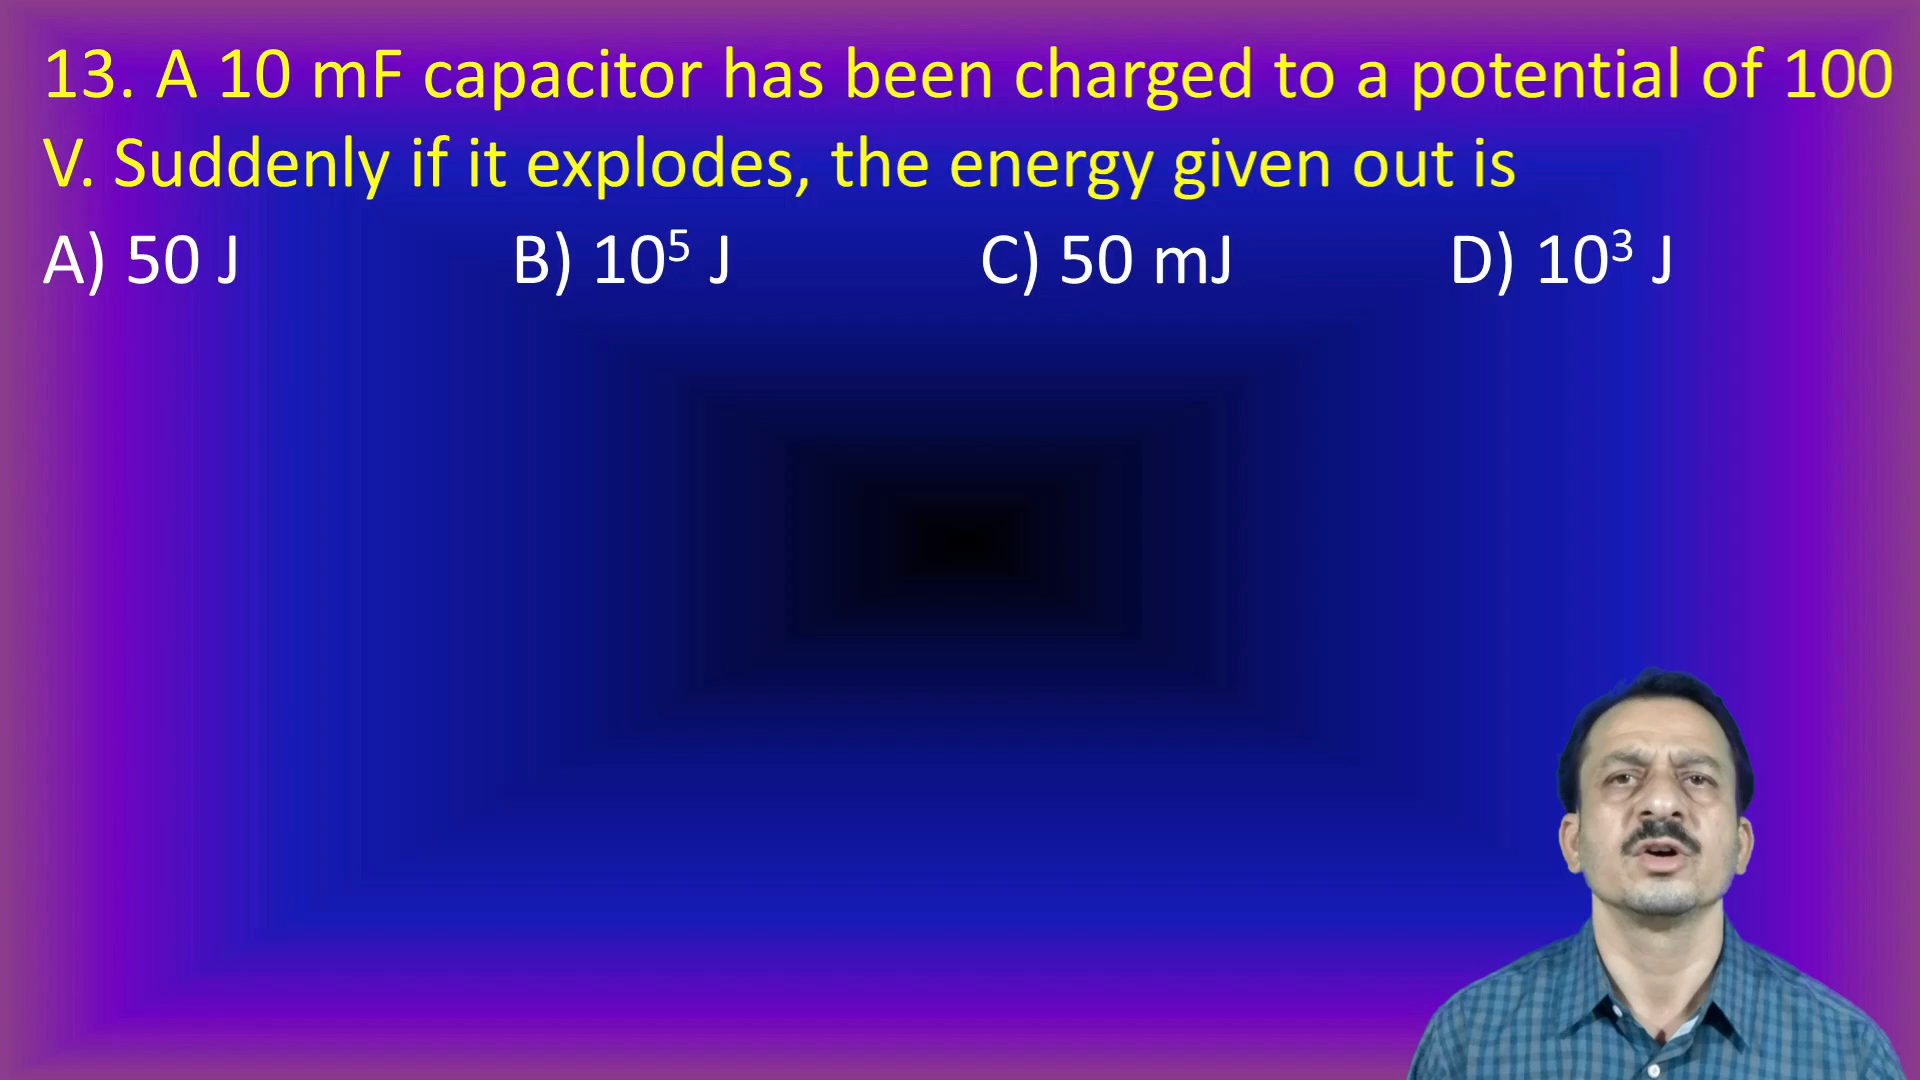 13. A 10 mF capacitor has been charged to a potential of 100
V. Suddenly if it explodes, the energy given out is
A) 50 J B) 10⁵ J C) 50 mJ D) 10³ J